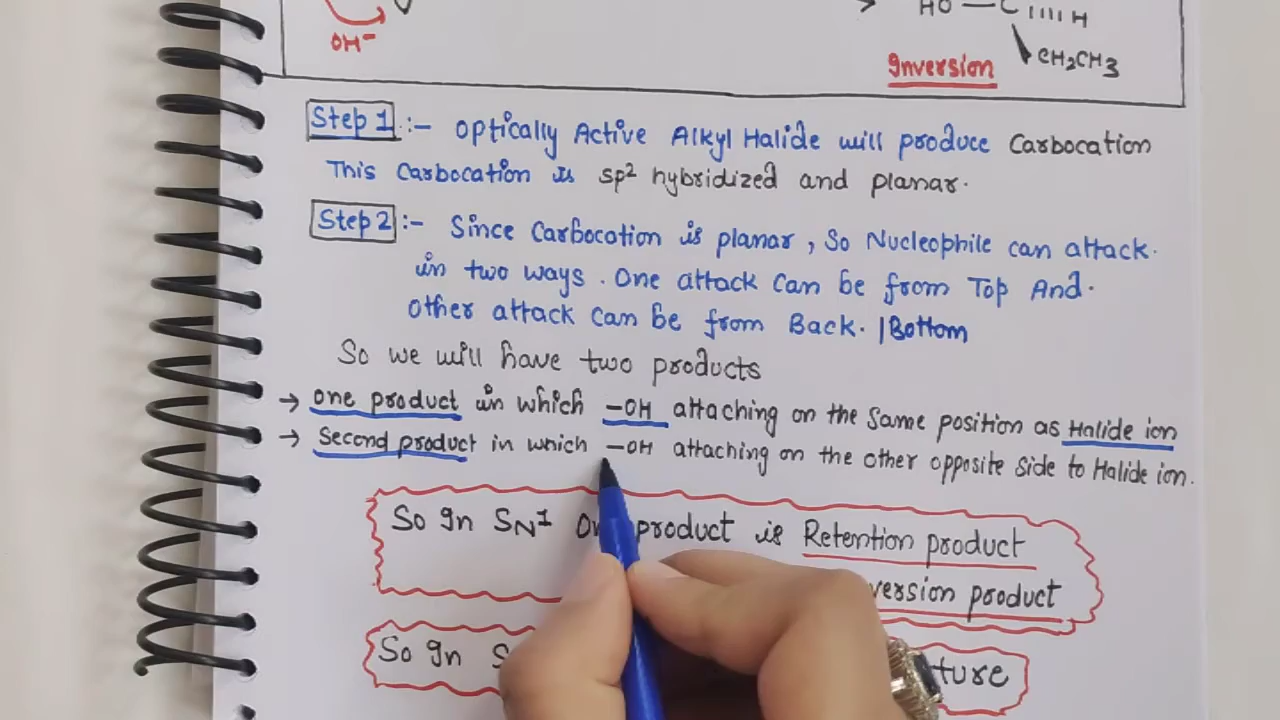 OH⁻
HO — C ıııı H
CH2CH3
Inversion
Step 1 :- Optically Active Alkyl Halide will produce Carbocation
This Carbocation is sp² hybridized and planar.
Step 2 :- Since Carbocation is planar, So Nucleophile can attack.
in two ways. One attack can be from Top And.
Other attack can be from Back. | Bottom
So we will have two products
→ one product in which -OH attaching on the same position as Halide ion
→ Second product in which -OH attaching on the other opposite side to Halide ion.
So In SN1 product is Retention product
product
So In